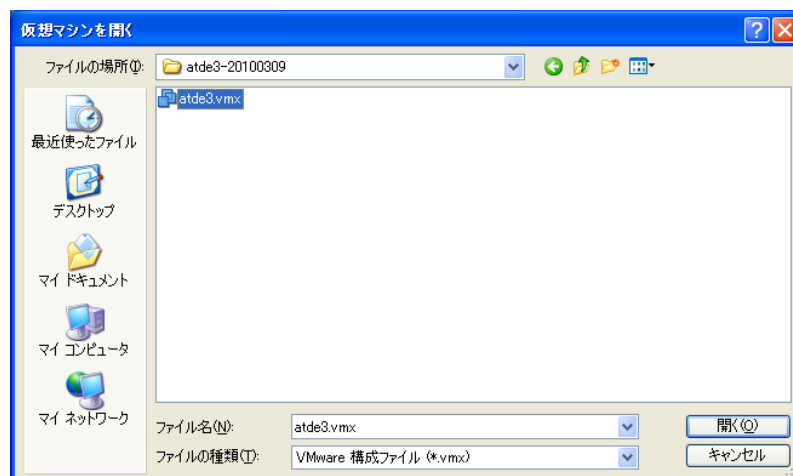 仮想マシンを開く
ファイルの場所(I):
atde3-20100309
atde3.vmx
最近使ったファイル
デスクトップ
マイ ドキュメント
マイ コンピュータ
マイ ネットワーク
ファイル名(N):
atde3.vmx
開く(O)
ファイルの種類(T):
VMware 構成ファイル (*.vmx)
キャンセル